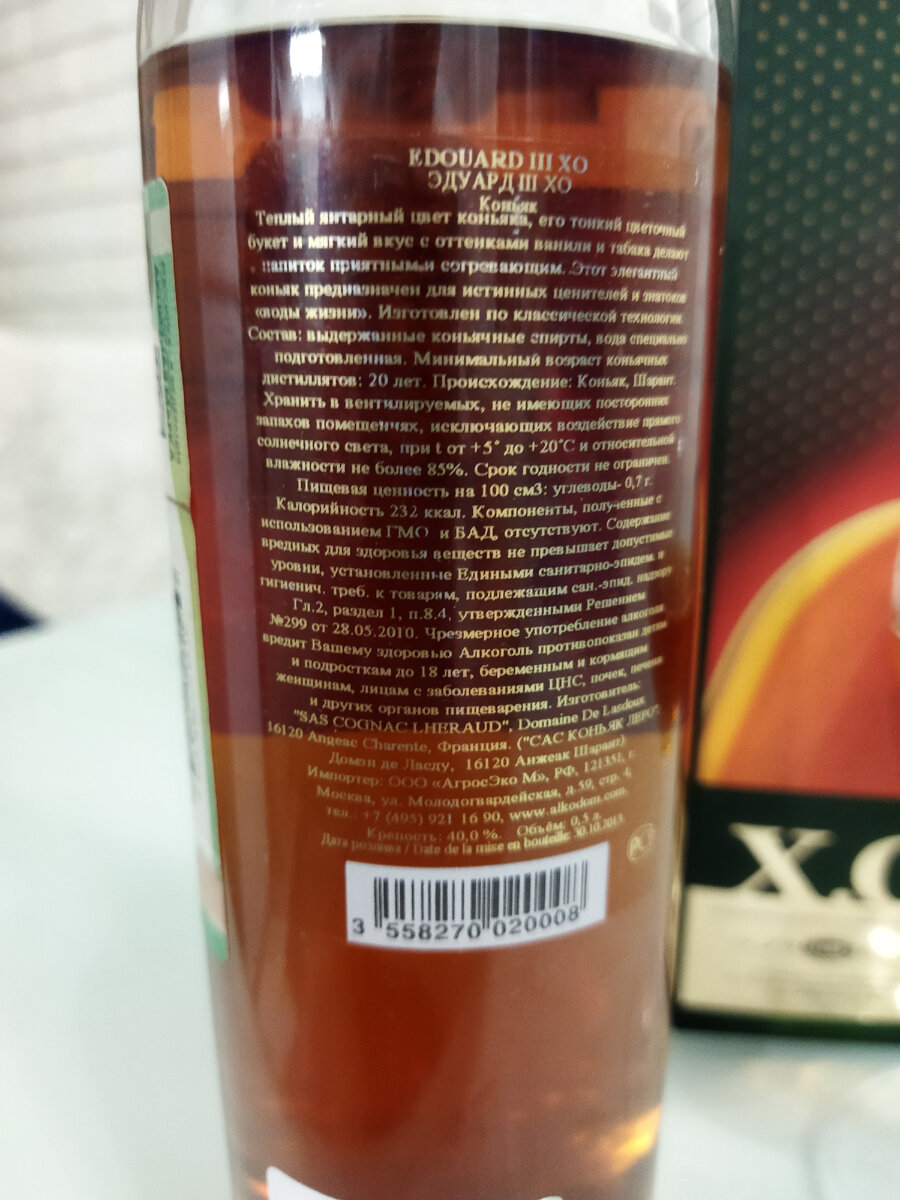 EDOUARD III XO
ЭДУАРД III ХО
Коньяк
Теплый янтарный цвет коньяка, его тонкий цветочный
букет и мягкий вкус с оттенками ванили и табака делают
напиток приятным и согревающим. Этот элегантный
коньяк предназначен для истинных ценителей и знатоков
«воды жизни». Изготовлен по классической технологии.
Состав: выдержанные коньячные спирты, вода специально
подготовленная. Минимальный возраст коньячных
дистиллятов: 20 лет. Происхождение: Коньяк, Шарант.
Хранить в вентилируемых, не имеющих посторонних
запахов помещенчях, исключающих воздействие прямого
солнечного света, при t от +5˚ до +20˚С и относительной
влажности не более 85%. Срок годности не ограничен.
Пищевая ценность на 100 см3: углеводы- 0,7 г.
Калорийность 232 ккал. Компоненты, полученные с
использованием ГМО и БАД, отсутствуют. Содержание
вредных для здоровья веществ не превышает допустимые
уровни, установленные Едиными санитарно-эпидем. и
гигиенич. треб. к товарам, подлежащим сан.-эпид. надзору
Гл.2, раздел 1, п.8.4, утвержденными Решением
№299 от 28.05.2010. Чрезмерное употребление алкоголя
вредит Вашему здоровью Алкоголь противопоказан детям
и подросткам до 18 лет, беременным и кормящим
женщинам, лицам с заболеваниями ЦНС, почек, печени
и других органов пищеварения. Изготовитель:
"SAS COGNAC LHERAUD", Domaine De Lasdoux
16120 Angeac Charente, Франция. ("САС КОНЬЯК ЛЕРО",
Домэн де Ласду, 16120 Анжеак Шарант)
Импортер: ООО «АгросЭко М», РФ, 121351, г.
Москва, ул. Молодогвардейская, д.59, стр. 4,
тел.: +7 (495) 921 16 90, www.alkodom.com.
Крепость: 40,0 %. Объём: 0,5 л.
Дата розлива / Date de la mise en bouteille: 30.10.2013.
РСТ
3 558270 020008
X.O